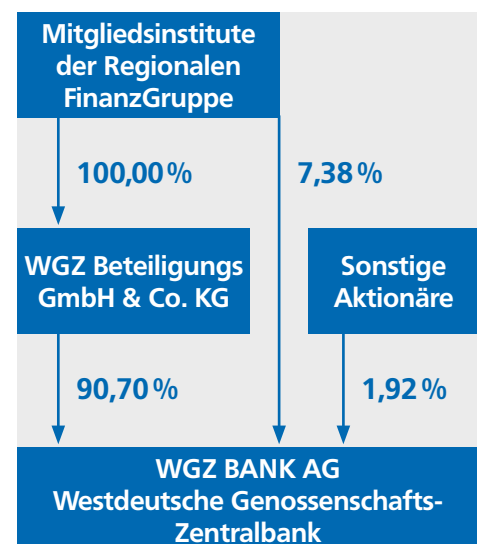 Mitgliedsinstitute
der Regionalen
FinanzGruppe
100,00 %
7,38 %
WGZ Beteiligungs
GmbH & Co. KG
Sonstige
Aktionäre
90,70 %
1,92 %
WGZ BANK AG
Westdeutsche Genossenschafts-
Zentralbank